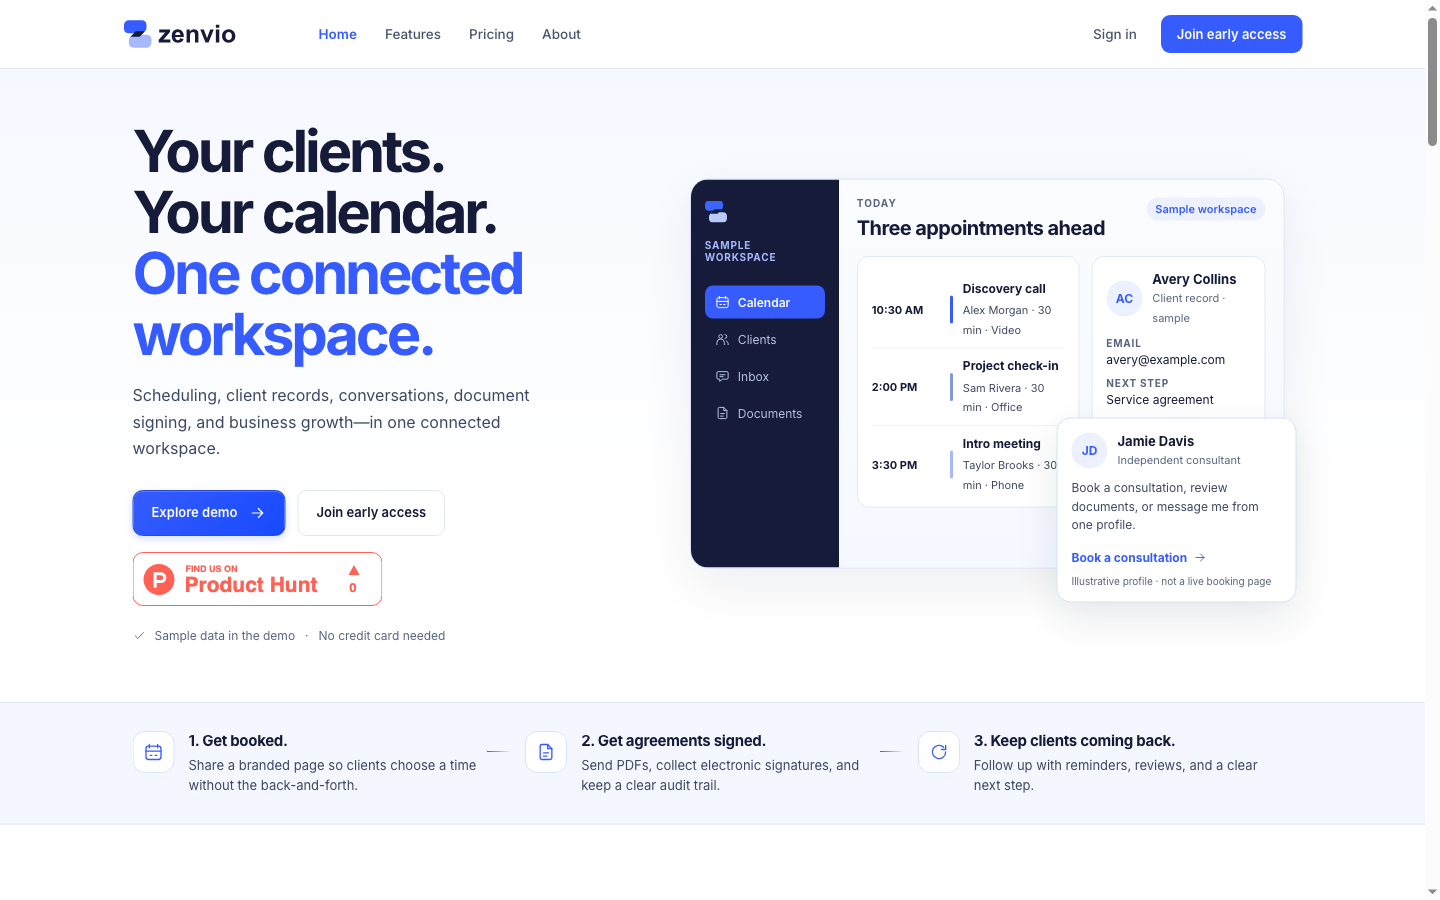 zenvio
Home
Features
Pricing
About
Sign in
Join early access
Your clients.
Your calendar.
One connected
workspace.
Scheduling, client records, conversations, document
signing, and business growth—in one connected
workspace.
Explore demo
Join early access
FIND US ON
Product Hunt
0
Sample data in the demo · No credit card needed
SAMPLE
WORKSPACE
Calendar
Clients
Inbox
Documents
TODAY
Three appointments ahead
Sample workspace
10:30 AM
Discovery call
Alex Morgan · 30
min · Video
2:00 PM
Project check-in
Sam Rivera · 30
min · Office
3:30 PM
Intro meeting
Taylor Brooks · 30
min · Phone
AC
Avery Collins
Client record ·
sample
EMAIL
avery@example.com
NEXT STEP
Service agreement
JD
Jamie Davis
Independent consultant
Book a consultation, review
documents, or message me from
one profile.
Book a consultation
Illustrative profile · not a live booking page
1. Get booked.
Share a branded page so clients choose a time
without the back-and-forth.
2. Get agreements signed.
Send PDFs, collect electronic signatures, and
keep a clear audit trail.
3. Keep clients coming back.
Follow up with reminders, reviews, and a clear
next step.